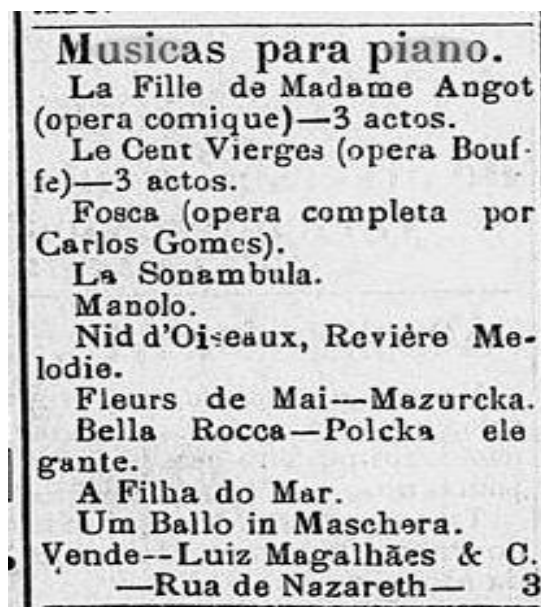 Musicas para piano.
La Fille de Madame Angot
(opera comique)—3 actos.
Le Cent Vierges (opera Bouf-
fe)—3 actos.
Fosca (opera completa por
Carlos Gomes).
La Sonambula.
Manolo.
Nid d'Oiseaux, Revière Me-
lodie.
Fleurs de Mai—Mazurcka.
Bella Rocca—Polcka ele
gante.
A Filha do Mar.
Um Ballo in Maschera.
Vende--Luiz Magalhães & C.
—Rua de Nazareth— 3